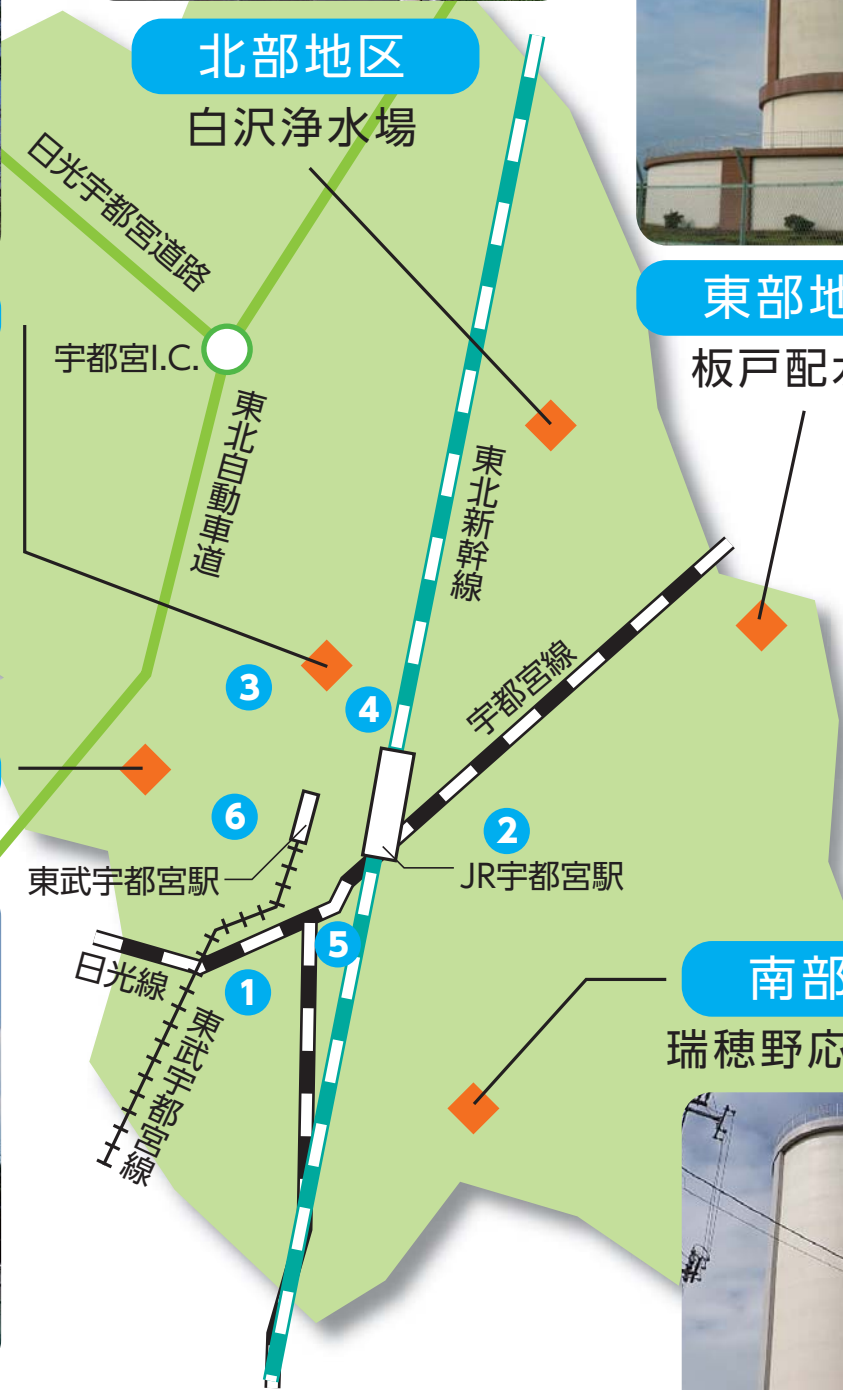 北部地区
白沢浄水場
日光宇都宮道路
宇都宮I.C.
東部地
板戸配
東北自動車道
東北新幹線
宇都宮線
3
4
6
2
東武宇都宮駅
JR宇都宮駅
5
日光線
1
南部
瑞穂野応
東武宇都宮線